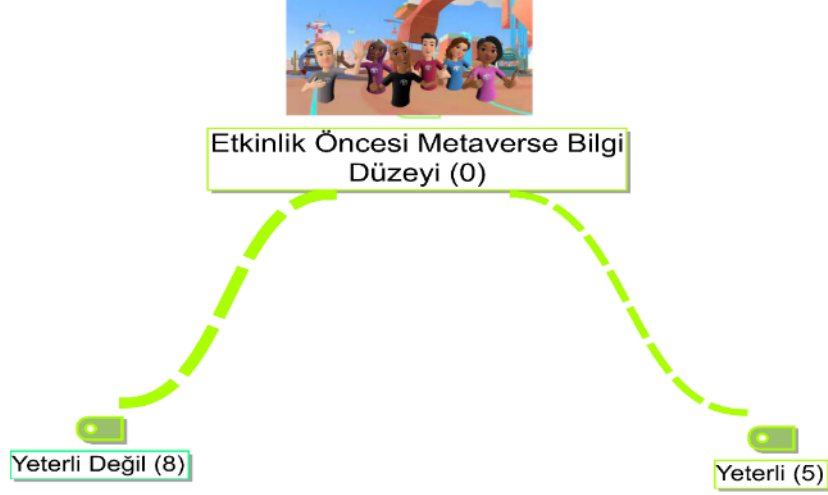 Etkinlik Öncesi Metaverse Bilgi
Düzeyi (0)
Yeterli Değil (8)
Yeterli (5)